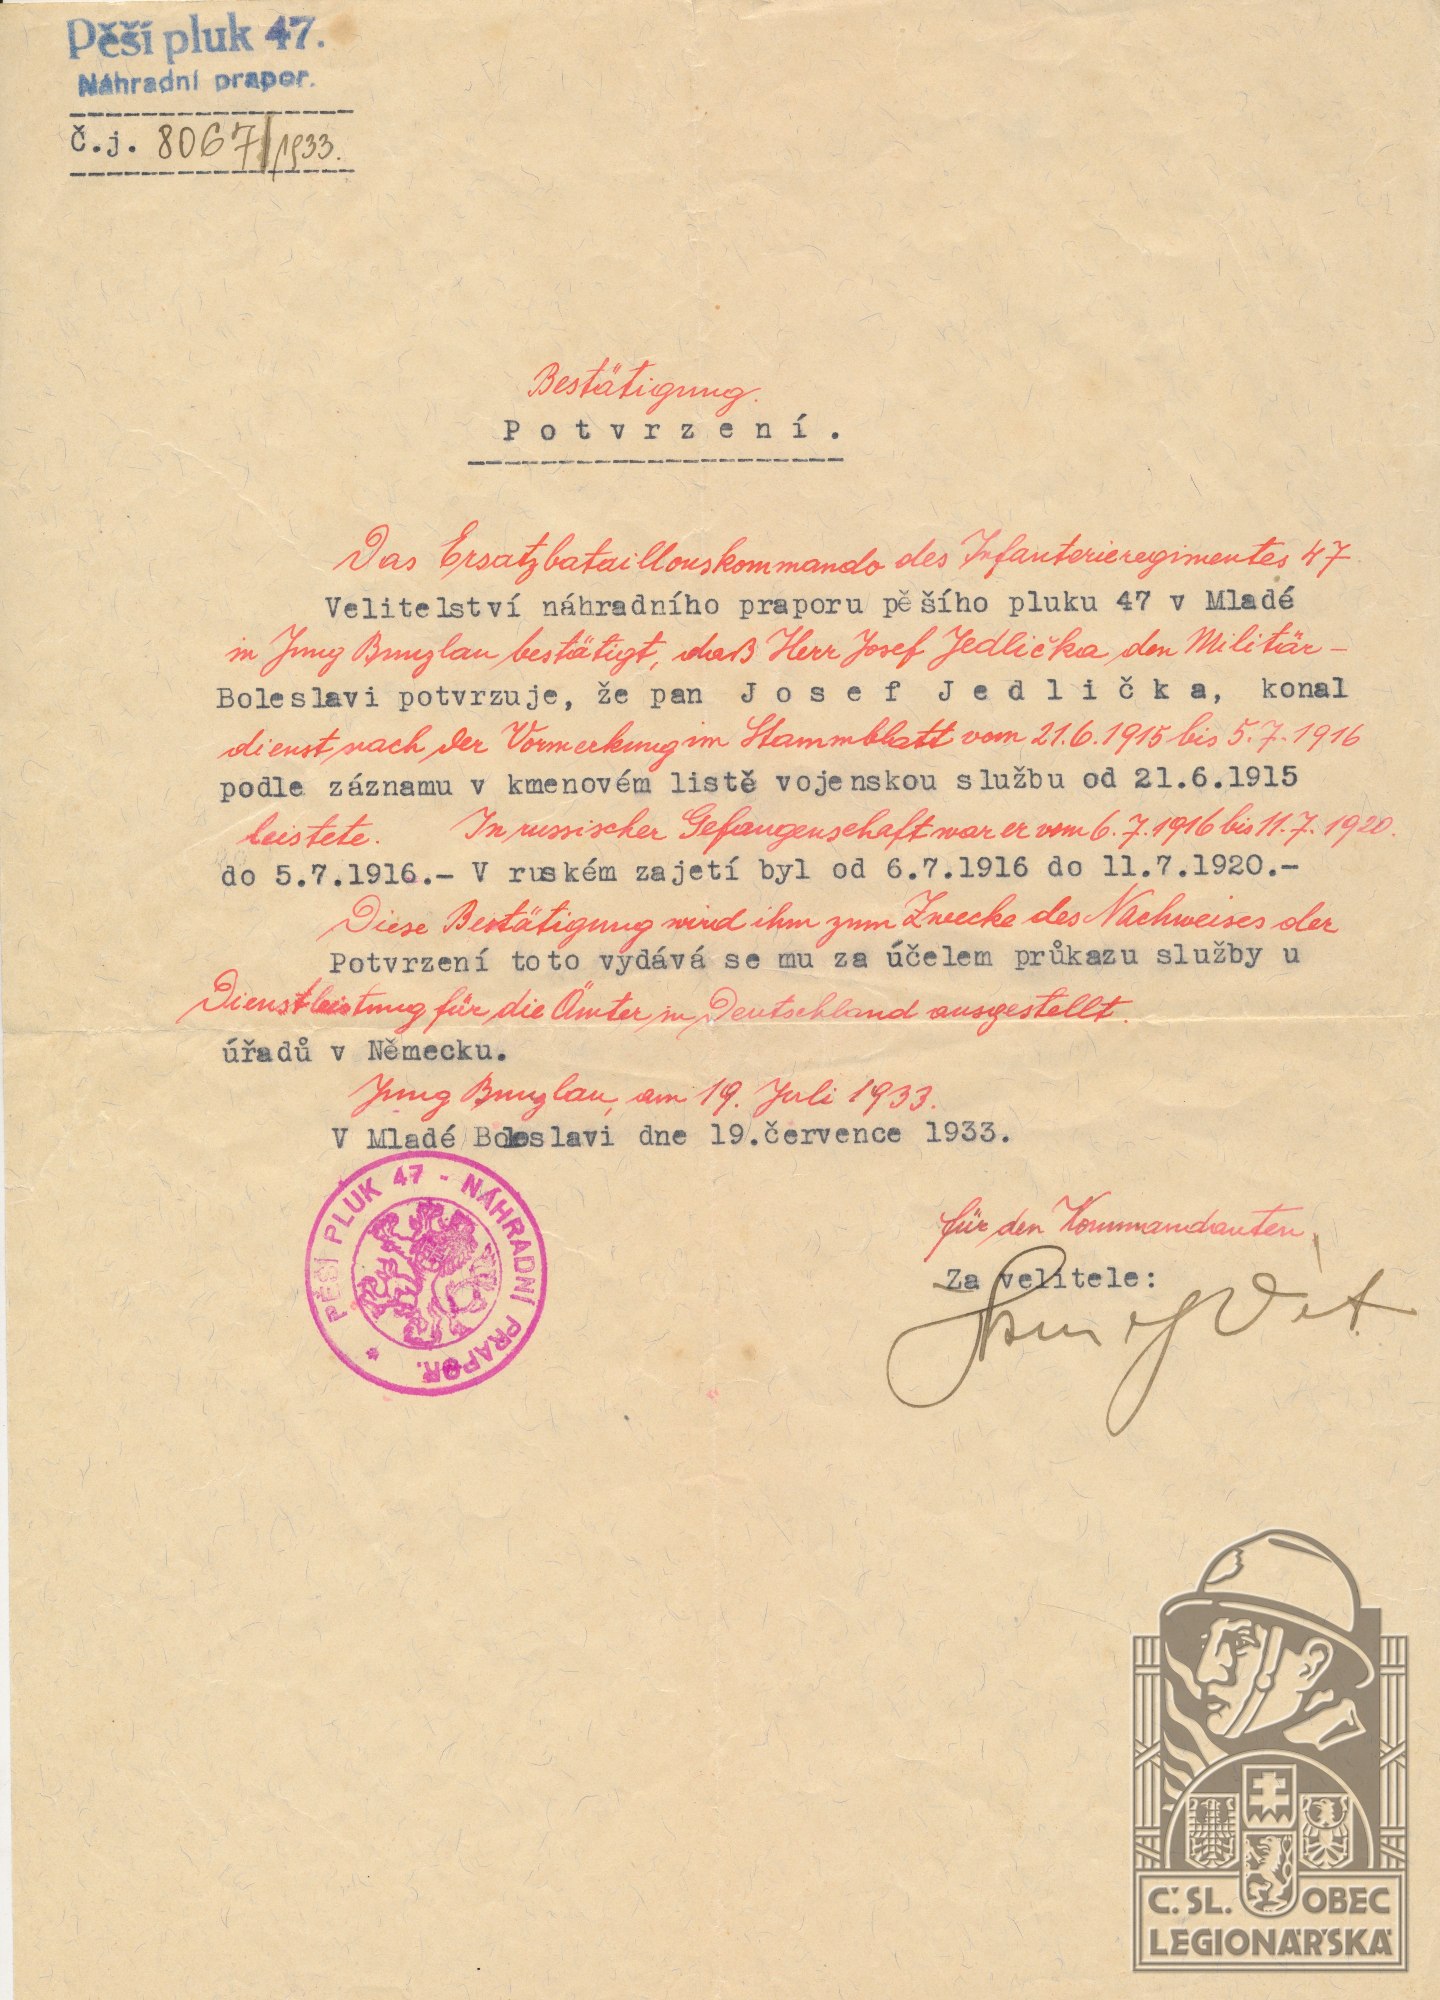 Pěší pluk 47.
Náhradní prapor.
Č.j. 8067/1933.
Bestätigung.
Potvrzení.
Das Ersatzbataillonskommando des Infanterieregimentes 47
Velitelství náhradního praporu pěšího pluku 47 v Mladé
in Jung Bunzlau bestätigt, daß Herr Josef Jedlička den Militär-
Boleslavi potvrzuje, že pan Josef Jedlička, konal
dienst nach der Vormerkung im Stammblatt vom 21.6.1915 bis 5.7.1916
podle záznamu v kmenovém listě vojenskou službu od 21.6.1915
leistete. In russischer Gefangenschaft war er vom 6.7.1916 bis 11.7.1920.
do 5.7.1916.- V ruském zajetí byl od 6.7.1916 do 11.7.1920.-
Diese Bestätigung wird ihm zum Zwecke des Nachweises der
Potvrzení toto vydává se mu za účelem průkazu služby u
Dienstleistung für die Ämter in Deutschland ausgestellt.
úřadů v Německu.
Jung Bunzlau, am 19. Juli 1933.
V Mladé Boleslavi dne 19.července 1933.
PĚŠÍ PLUK 47 - NÁHRADNÍ PRAPOR. *
für den Kommandanten
Za velitele:
Č.SL. OBEC
LEGIONÁŘSKÁ